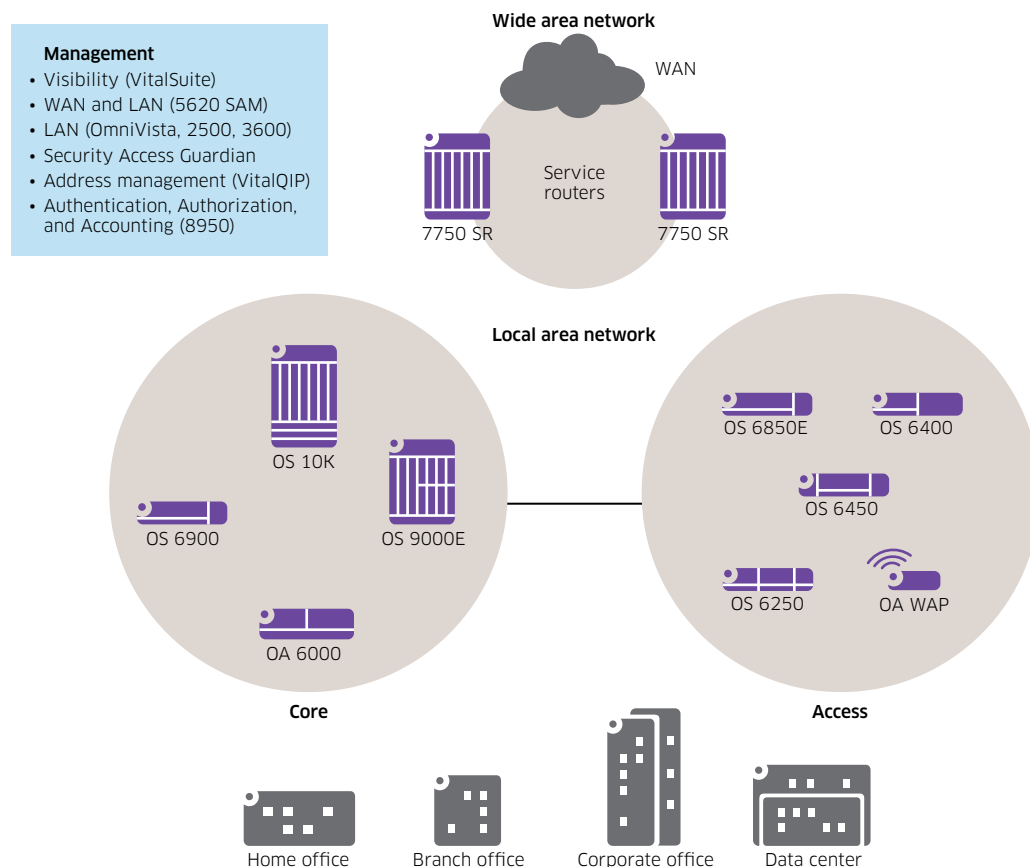 Wide area network
Management
• Visibility (VitalSuite)
• WAN and LAN (5620 SAM)
• LAN (OmniVista, 2500, 3600)
• Security Access Guardian
• Address management (VitalQIP)
• Authentication, Authorization,
and Accounting (8950)
WAN
Service
routers
7750 SR
7750 SR
Local area network
OS 10K
OS 9000E
OS 6900
OA 6000
Core
OS 6850E
OS 6400
OS 6450
OS 6250
OA WAP
Access
Home office
Branch office
Corporate office
Data center